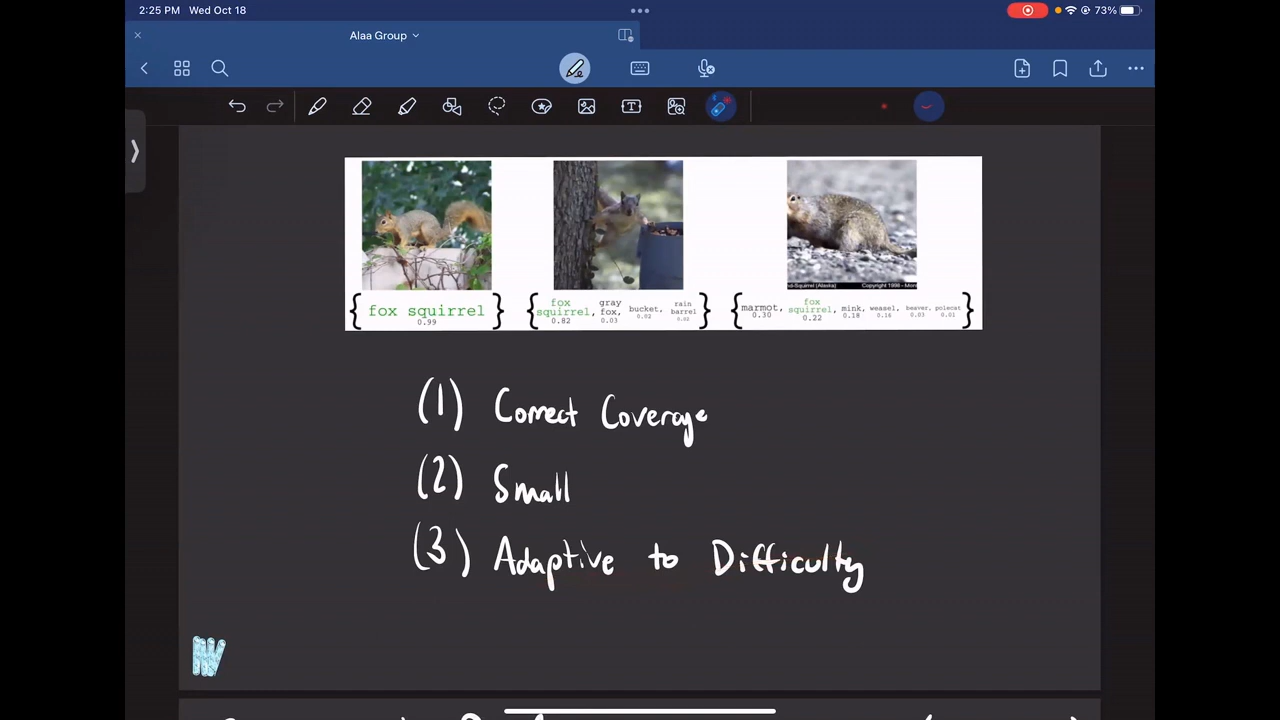 2:25 PM Wed Oct 18
73%
Alaa Group
fox squirrel
0.99
fox squirrel, gray fox, bucket, rain barrel
0.82 0.03 0.02 0.02
marmot, fox squirrel, mink, weasel, beaver, polecat
0.30 0.22 0.18 0.16 0.03 0.01
(1) Correct Coverage
(2) Small
(3) Adaptive to Difficulty